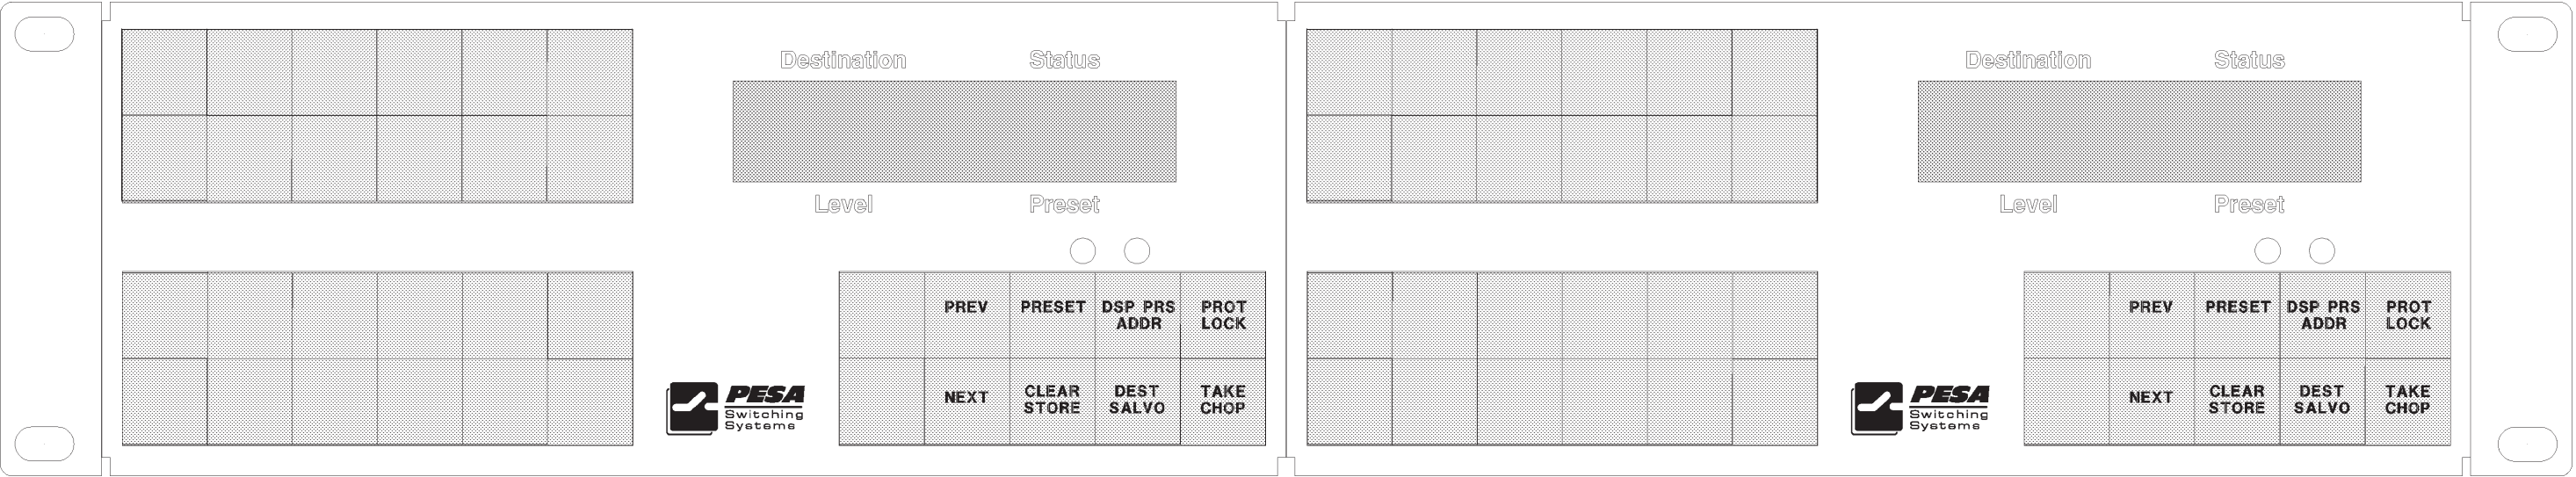 Destination Status
Level Preset
PREV PRESET DSP PRS PROT
ADDR LOCK
NEXT CLEAR DEST TAKE
STORE SALVO CHOP
PESA
Switching
Systems
Destination Status
Level Preset
PREV PRESET DSP PRS PROT
ADDR LOCK
NEXT CLEAR DEST TAKE
STORE SALVO CHOP
PESA
Switching
Systems